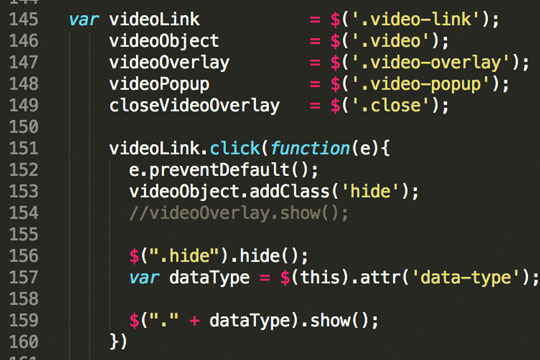 145 var videoLink = $('.video-link');
146 videoObject = $('.video');
147 videoOverlay = $('.video-overlay');
148 videoPopup = $('.video-popup');
149 closeVideoOverlay = $('.close');
150
151 videoLink.click(function(e){
152 e.preventDefault();
153 videoObject.addClass('hide');
154 //videoOverlay.show();
155
156 $(".hide").hide();
157 var dataType = $(this).attr('data-type');
158
159 $("." + dataType).show();
160 })